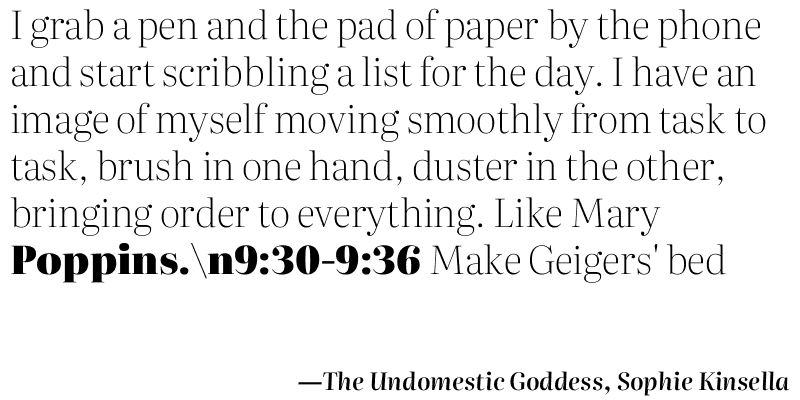 I grab a pen and the pad of paper by the phone
and start scribbling a list for the day. I have an
image of myself moving smoothly from task to
task, brush in one hand, duster in the other,
bringing order to everything. Like Mary
Poppins.\n9:30-9:36 Make Geigers' bed
—The Undomestic Goddess, Sophie Kinsella